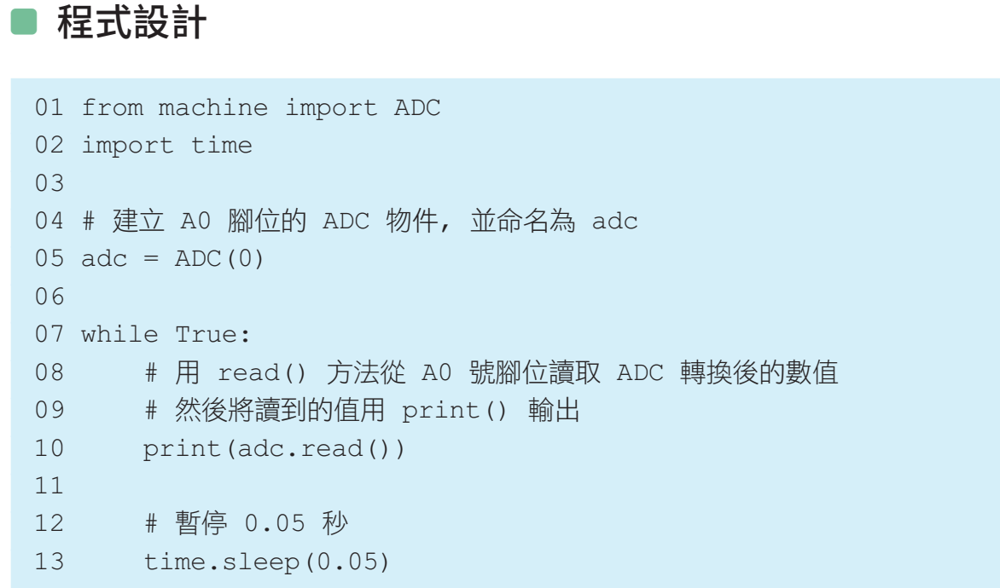 程式設計
01 from machine import ADC
02 import time
03
04 # 建立 A0 腳位的 ADC 物件, 並命名為 adc
05 adc = ADC(0)
06
07 while True:
08     # 用 read() 方法從 A0 號腳位讀取 ADC 轉換後的數值
09     # 然後將讀到的值用 print() 輸出
10     print(adc.read())
11
12     # 暫停 0.05 秒
13     time.sleep(0.05)